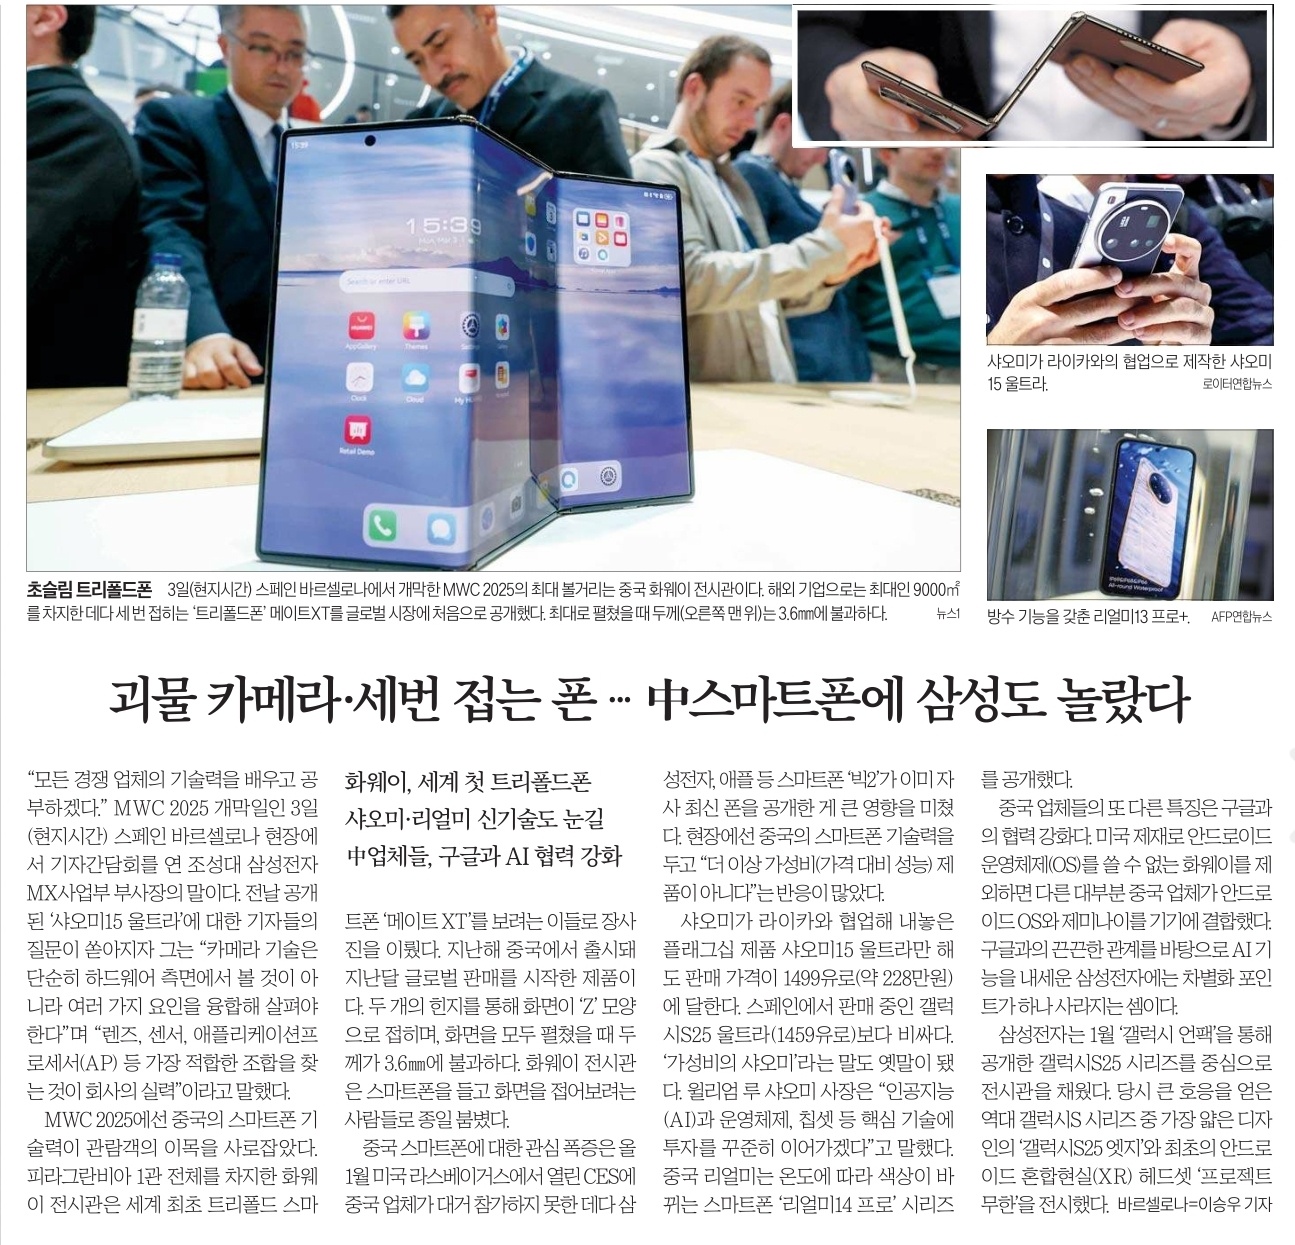 15:39
15:39
Search or enter URL
AppGallery
Themes
Clock
Cloud
Retail Demo
초슬림 트리폴드폰 3일(현지시간) 스페인 바르셀로나에서 개막한 MWC 2025의 최대 볼거리는 중국 화웨이 전시관이다. 해외 기업으로는 최대인 9000㎡
를 차지한 데다 세 번 접히는 ‘트리폴드폰’ 메이트XT를 글로벌 시장에 처음으로 공개했다. 최대로 펼쳤을 때 두께(오른쪽 맨 위)는 3.6㎜에 불과하다. 뉴스1
샤오미가 라이카와의 협업으로 제작한 샤오미
15 울트라. 로이터연합뉴스
All-round Waterproof
방수 기능을 갖춘 리얼미13 프로+. AFP연합뉴스
괴물 카메라·세번 접는 폰 … 中스마트폰에 삼성도 놀랐다
“모든 경쟁 업체의 기술력을 배우고 공
부하겠다.” MWC 2025 개막일인 3일
(현지시간) 스페인 바르셀로나 현장에
서 기자간담회를 연 조성대 삼성전자
MX사업부 부사장의 말이다. 전날 공개
된 ‘샤오미15 울트라’에 대한 기자들의
질문이 쏟아지자 그는 “카메라 기술은
단순히 하드웨어 측면에서 볼 것이 아
니라 여러 가지 요인을 융합해 살펴야
한다”며 “렌즈, 센서, 애플리케이션프
로세서(AP) 등 가장 적합한 조합을 찾
는 것이 회사의 실력”이라고 말했다.
MWC 2025에선 중국의 스마트폰 기
술력이 관람객의 이목을 사로잡았다.
피라그란비아 1관 전체를 차지한 화웨
이 전시관은 세계 최초 트리폴드 스마
화웨이, 세계 첫 트리폴드폰
샤오미·리얼미 신기술도 눈길
中업체들, 구글과 AI 협력 강화
트폰 ‘메이트 XT’를 보려는 이들로 장사
진을 이뤘다. 지난해 중국에서 출시돼
지난달 글로벌 판매를 시작한 제품이
다. 두 개의 힌지를 통해 화면이 ‘Z’ 모양
으로 접히며, 화면을 모두 펼쳤을 때 두
께가 3.6㎜에 불과하다. 화웨이 전시관
은 스마트폰을 들고 화면을 접어보려는
사람들로 종일 붐볐다.
중국 스마트폰에 대한 관심 폭증은 올
1월 미국 라스베이거스에서 열린 CES에
중국 업체가 대거 참가하지 못한 데다 삼
성전자, 애플 등 스마트폰 ‘빅2’가 이미 자
사 최신 폰을 공개한 게 큰 영향을 미쳤
다. 현장에선 중국의 스마트폰 기술력을
두고 “더 이상 가성비(가격 대비 성능) 제
품이 아니다”는 반응이 많았다.
샤오미가 라이카와 협업해 내놓은
플래그십 제품 샤오미15 울트라만 해
도 판매 가격이 1499유로(약 228만원)
에 달한다. 스페인에서 판매 중인 갤럭
시S25 울트라(1459유로)보다 비싸다.
‘가성비의 샤오미’라는 말도 옛말이 됐
다. 윌리엄 루 샤오미 사장은 “인공지능
(AI)과 운영체제, 칩셋 등 핵심 기술에
투자를 꾸준히 이어가겠다”고 말했다.
중국 리얼미는 온도에 따라 색상이 바
뀌는 스마트폰 ‘리얼미14 프로’ 시리즈
를 공개했다.
중국 업체들의 또 다른 특징은 구글과
의 협력 강화다. 미국 제재로 안드로이드
운영체제(OS)를 쓸 수 없는 화웨이를 제
외하면 다른 대부분 중국 업체가 안드로
이드 OS와 제미나이를 기기에 결합했다.
구글과의 끈끈한 관계를 바탕으로 AI 기
능을 내세운 삼성전자에는 차별화 포인
트가 하나 사라지는 셈이다.
삼성전자는 1월 ‘갤럭시 언팩’을 통해
공개한 갤럭시S25 시리즈를 중심으로
전시관을 채웠다. 당시 큰 호응을 얻은
역대 갤럭시S 시리즈 중 가장 얇은 디자
인의 ‘갤럭시S25 엣지’와 최초의 안드로
이드 혼합현실(XR) 헤드셋 ‘프로젝트
무한’을 전시했다. 바르셀로나=이승우 기자